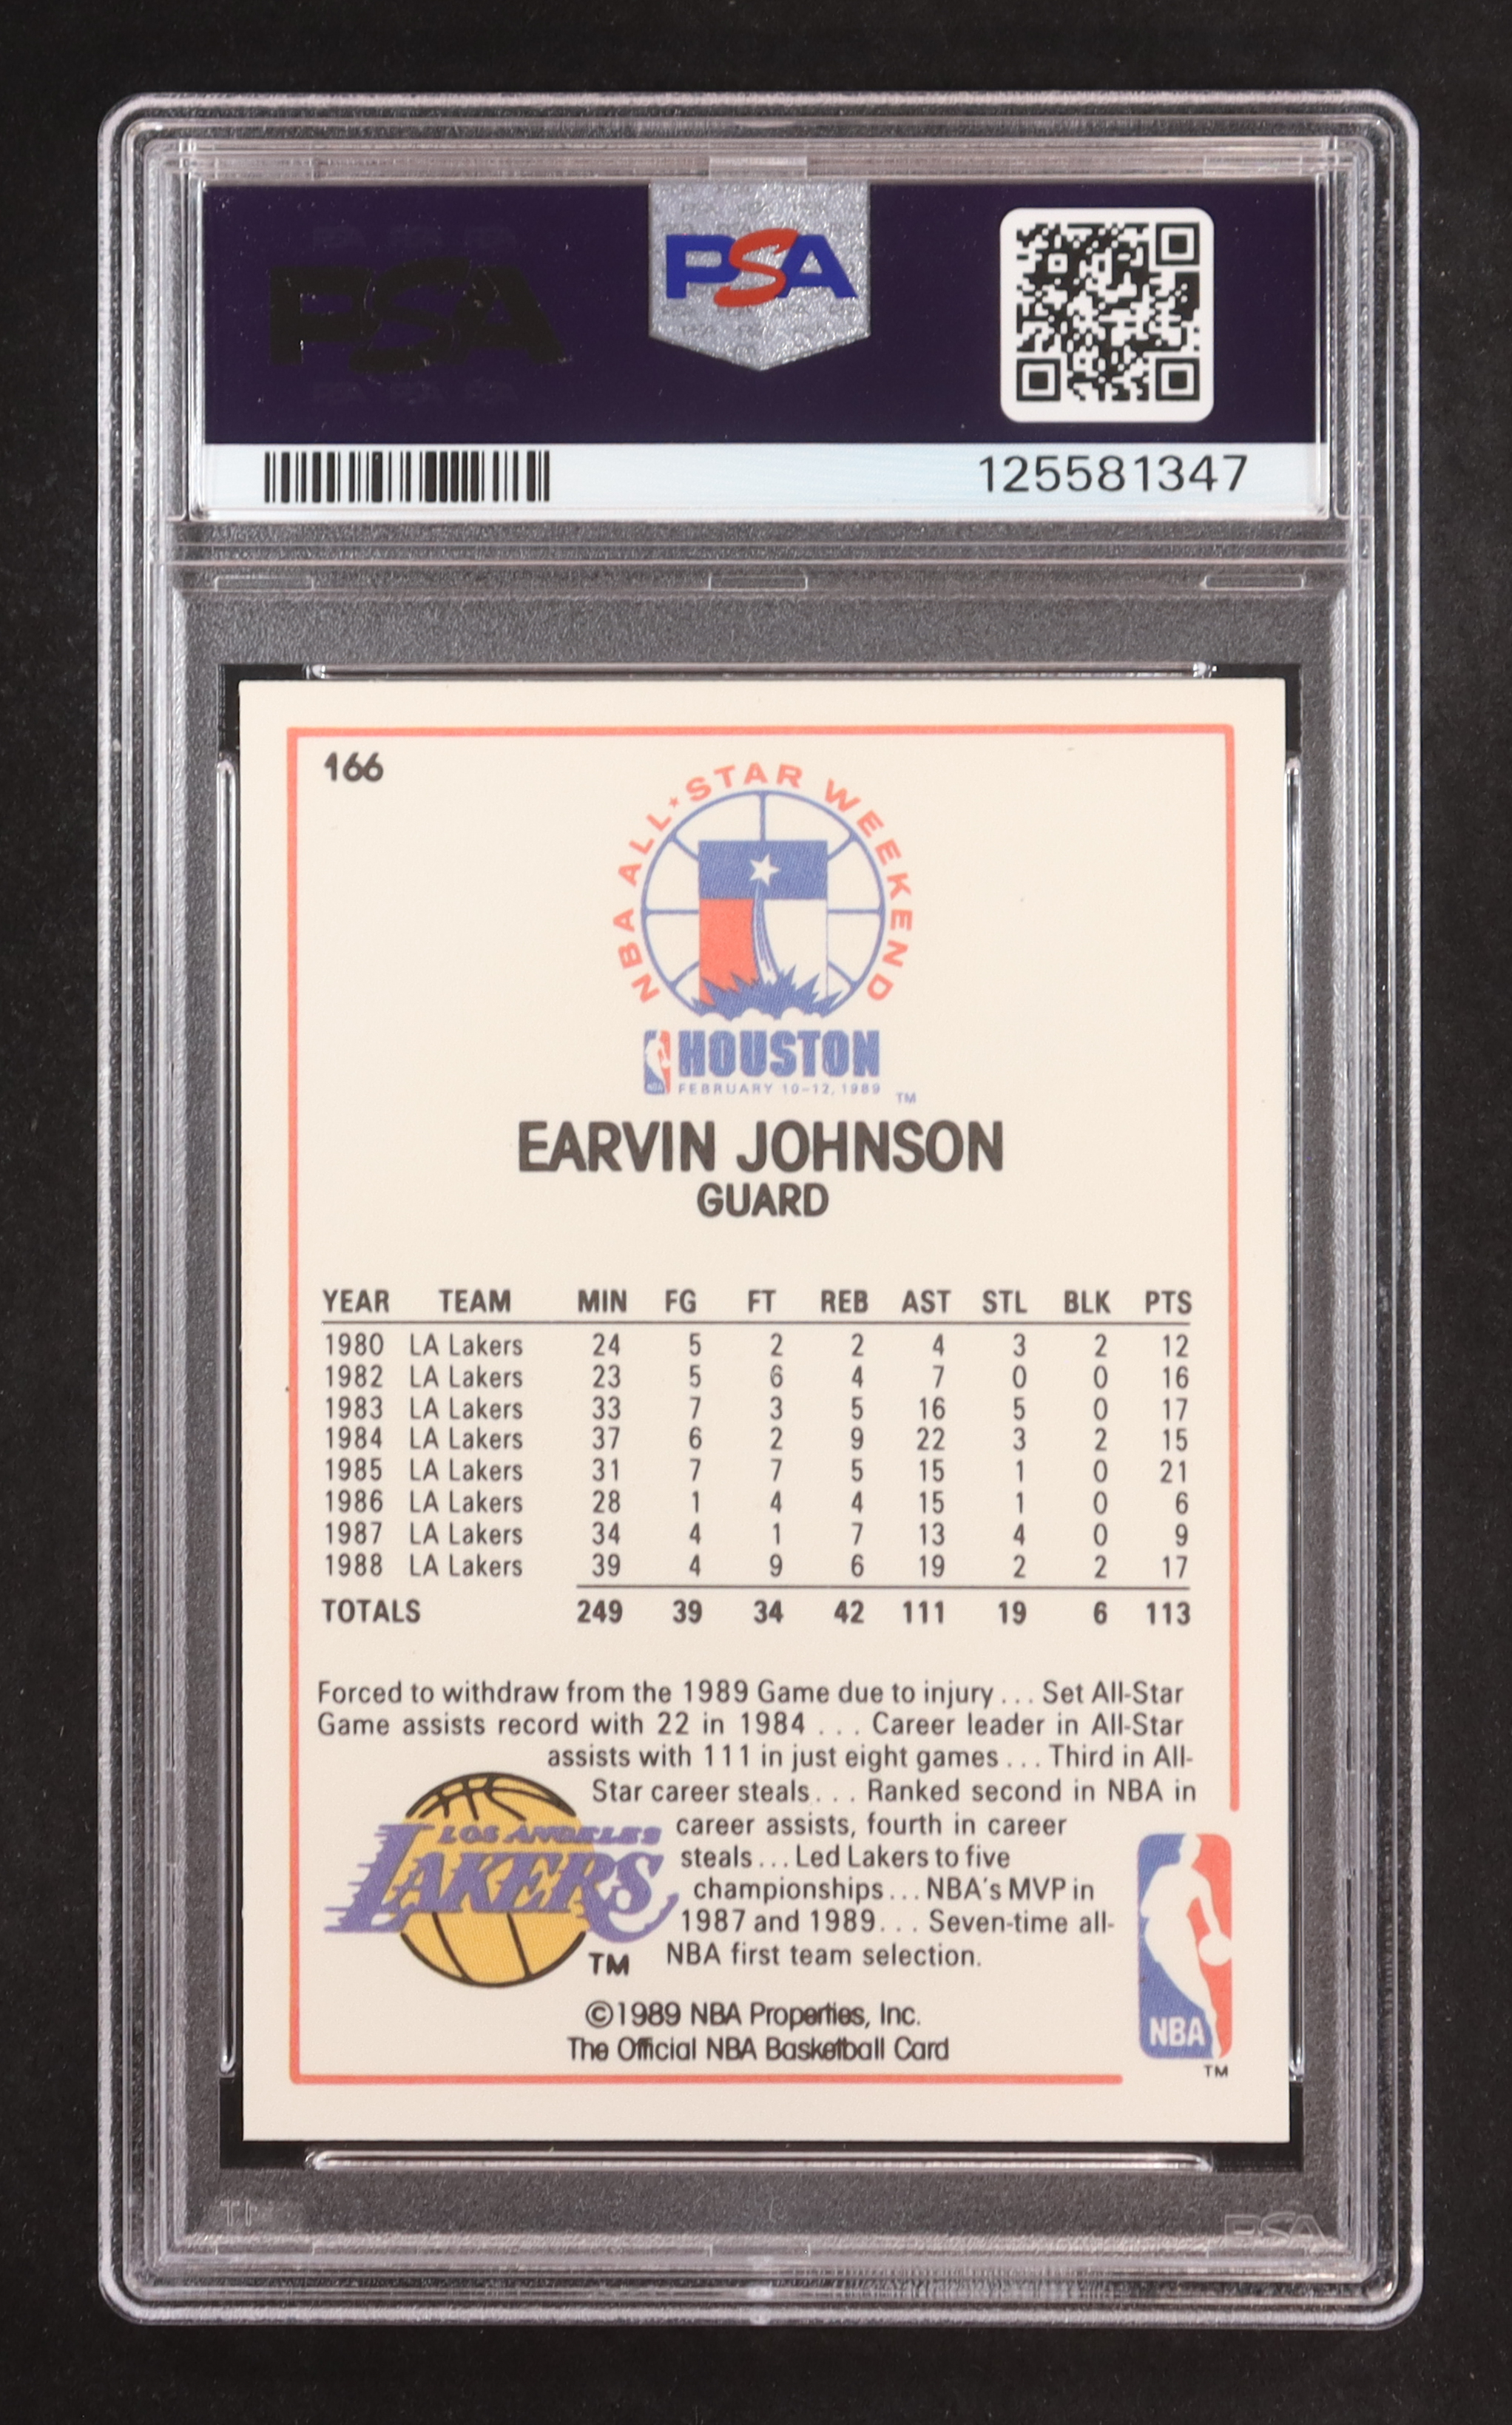 PSA
PSA
125581347
166
NBA ALL★STAR WEEKEND
NBA HOUSTON
FEBRUARY 10-12, 1989 TM
EARVIN JOHNSON
GUARD
YEAR TEAM MIN FG FT REB AST STL BLK PTS
1980 LA Lakers 24 5 2 2 4 3 2 12
1982 LA Lakers 23 5 6 4 7 0 0 16
1983 LA Lakers 33 7 3 5 16 5 0 17
1984 LA Lakers 37 6 2 9 22 3 2 15
1985 LA Lakers 31 7 7 5 15 1 0 21
1986 LA Lakers 28 1 4 4 15 1 0 6
1987 LA Lakers 34 4 1 7 13 4 0 9
1988 LA Lakers 39 4 9 6 19 2 2 17
TOTALS 249 39 34 42 111 19 6 113
Forced to withdraw from the 1989 Game due to injury... Set All-Star
Game assists record with 22 in 1984 ... Career leader in All-Star
assists with 111 in just eight games... Third in All-
Star career steals... Ranked second in NBA in
career assists, fourth in career
steals... Led Lakers to five
championships... NBA's MVP in
1987 and 1989... Seven-time all-
NBA first team selection.
LOS ANGELES
LAKERS
TM
©1989 NBA Properties, Inc.
The Official NBA Basketball Card
NBA
TM
PSA